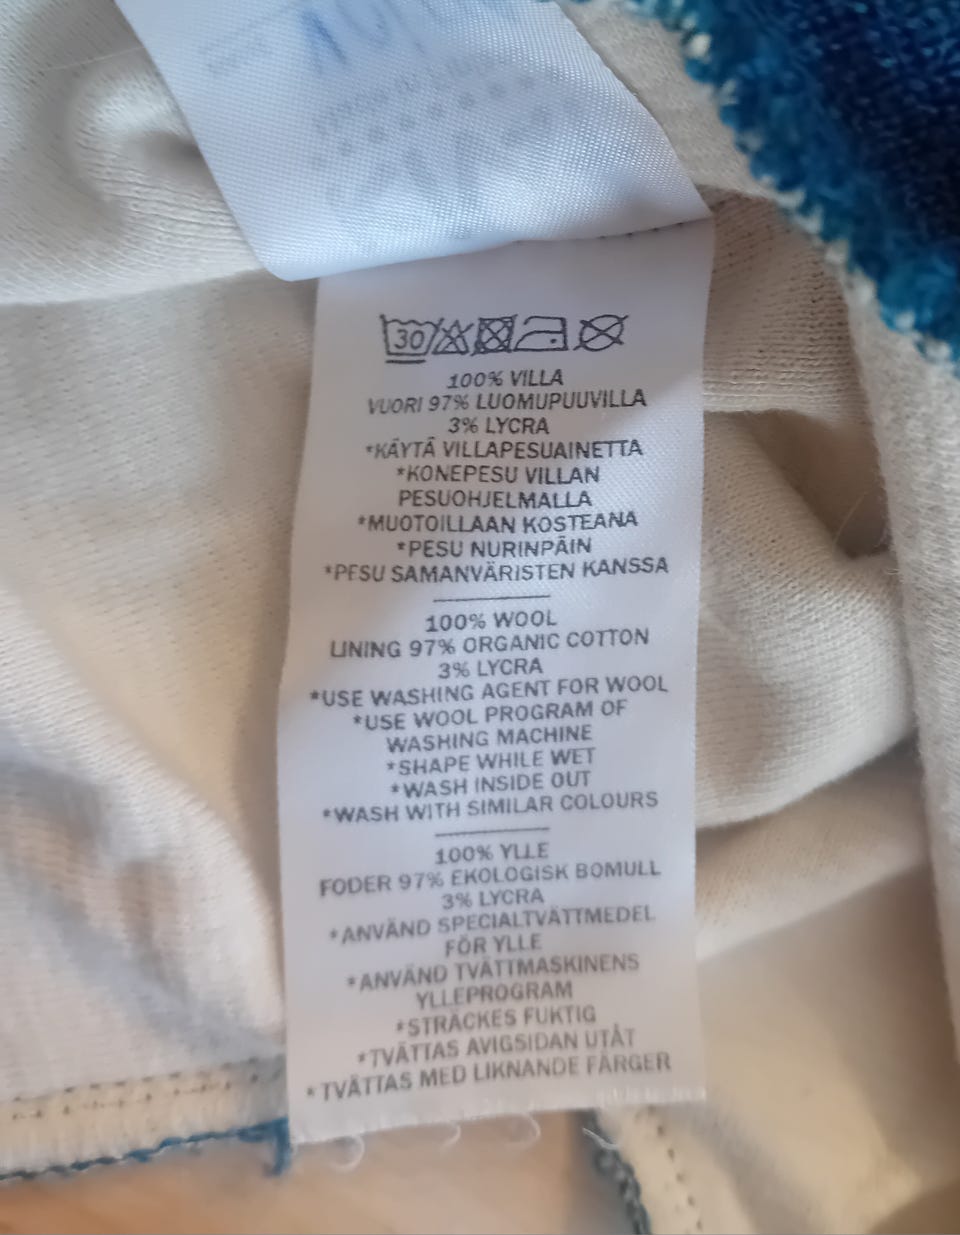 30
100% VILLA
VUORI 97% LUOMUPUUVILLA
3% LYCRA
*KÄYTÄ VILLAPESUAINETTA
*KONEPESU VILLAN
PESUOHJELMALLA
*MUOTOILLAAN KOSTEANA
*PESU NURINPÄIN
*PESU SAMANVÄRISTEN KANSSA
100% WOOL
LINING 97% ORGANIC COTTON
3% LYCRA
*USE WASHING AGENT FOR WOOL
*USE WOOL PROGRAM OF
WASHING MACHINE
*SHAPE WHILE WET
*WASH INSIDE OUT
*WASH WITH SIMILAR COLOURS
100% YLLE
FODER 97% EKOLOGISK BOMULL
3% LYCRA
*ANVÄND SPECIALTVÄTTMEDEL
FÖR YLLE
*ANVÄND TVÄTTMASKINENS
YLLEPROGRAM
*STRÄCKES FUKTIG
*TVÄTTAS AVIGSIDAN UTÅT
*TVÄTTAS MED LIKNANDE FÄRGER